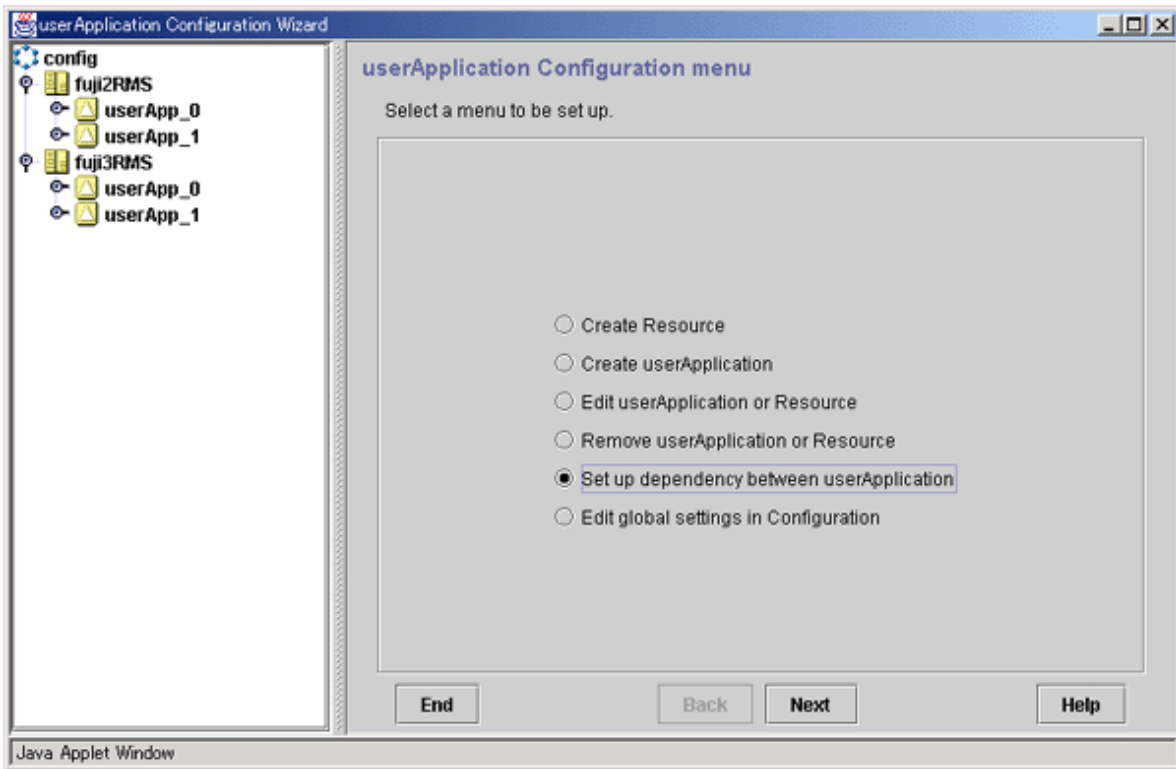 userApplication Configuration Wizard
config
fuji2RMS
userApp_0
userApp_1
fuji3RMS
userApp_0
userApp_1
userApplication Configuration menu
Select a menu to be set up.
Create Resource
Create userApplication
Edit userApplication or Resource
Remove userApplication or Resource
Set up dependency between userApplication
Edit global settings in Configuration
End
Back
Next
Help
Java Applet Window